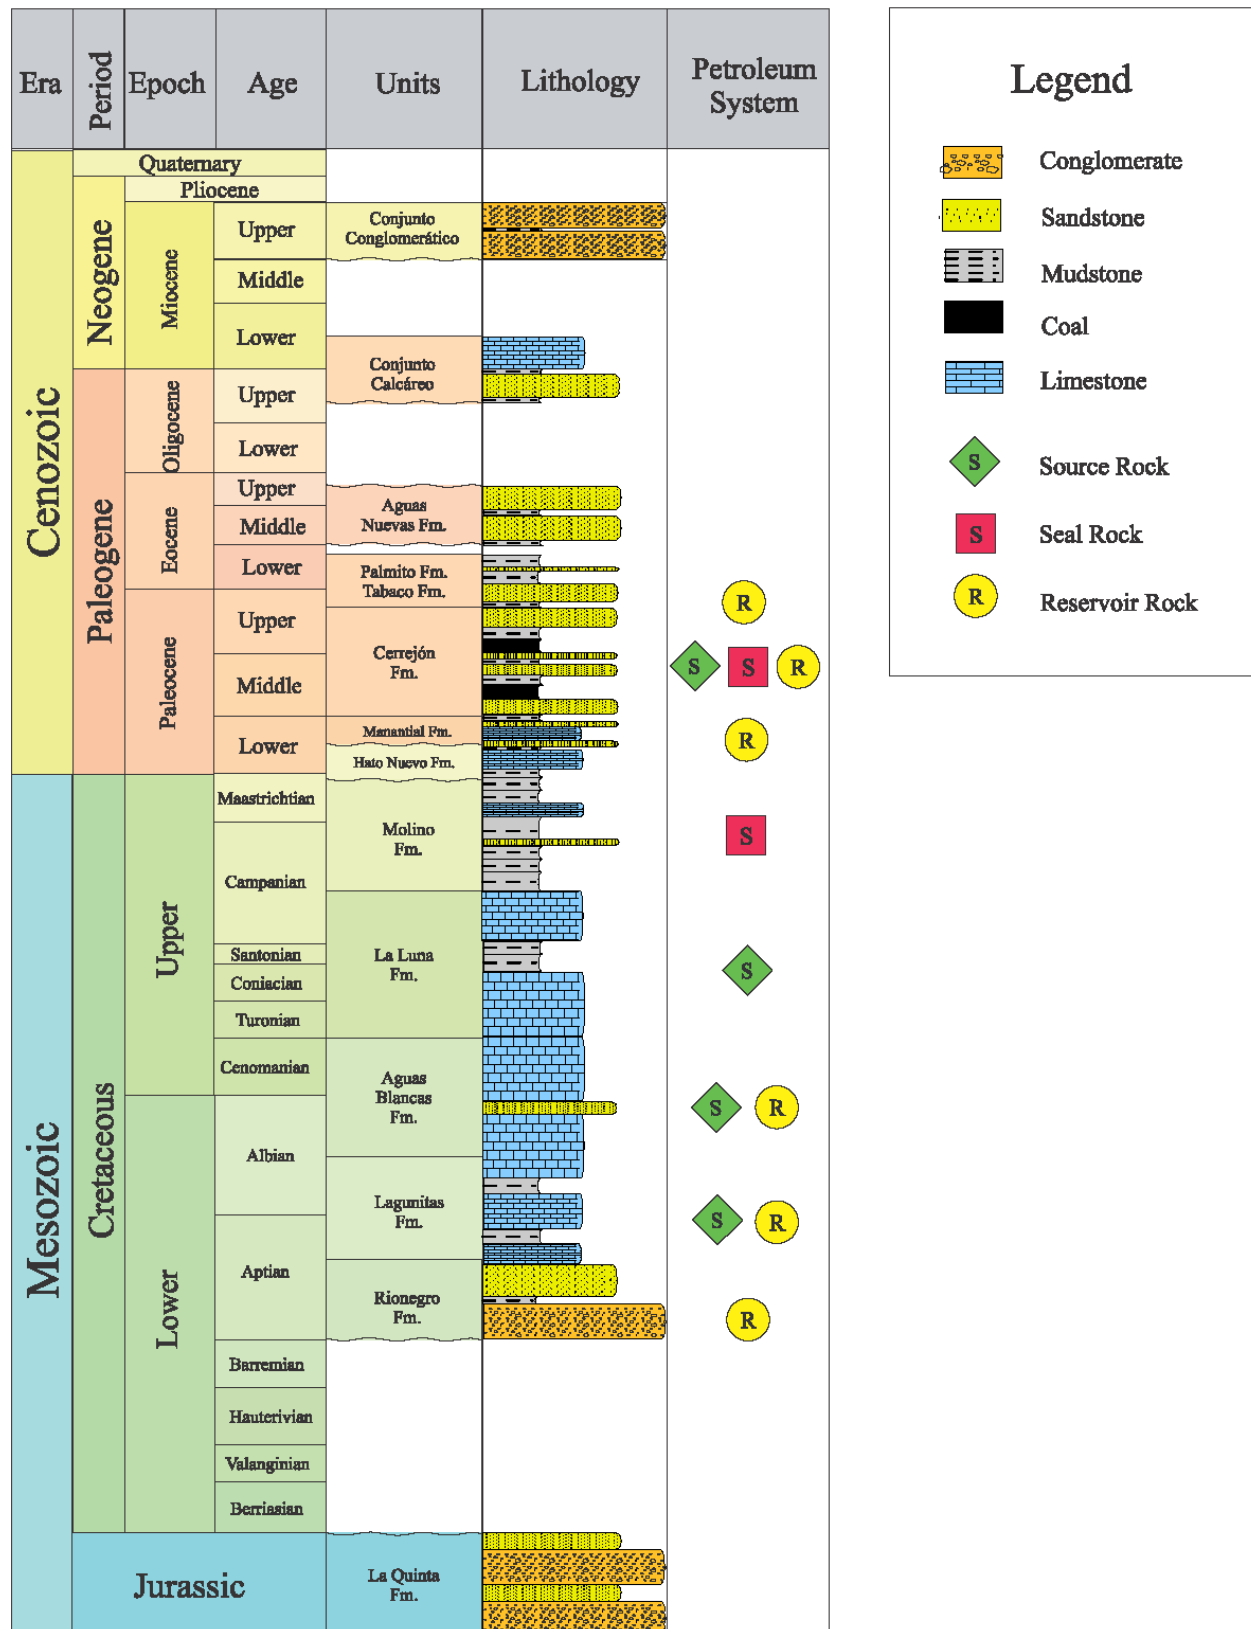 Era
Period
Epoch
Age
Units
Lithology
Petroleum
System
Cenozoic
Neogene
Paleogene
Quaternary
Pliocene
Miocene
Upper
Middle
Lower
Oligocene
Upper
Lower
Eocene
Upper
Middle
Lower
Paleocene
Upper
Middle
Lower
Conjunto
Conglomerático
Conjunto
Calcáreo
Aguas
Nuevas Fm.
Palmito Fm.
Tabaco Fm.
Cerrejón
Fm.
Manantial Fm.
Hato Nuevo Fm.
R
S
S
R
R
Mesozoic
Cretaceous
Upper
Maastrichtian
Campanian
Santonian
Coniacian
Turonian
Cenomanian
Lower
Albian
Aptian
Barremian
Hauterivian
Valanginian
Berriasian
Jurassic
Molino
Fm.
La Luna
Fm.
Aguas
Blancas
Fm.
Lagunitas
Fm.
Rionegro
Fm.
La Quinta
Fm.
S
S
S
R
S
R
R
Legend
Conglomerate
Sandstone
Mudstone
Coal
Limestone
S
Source Rock
S
Seal Rock
R
Reservoir Rock